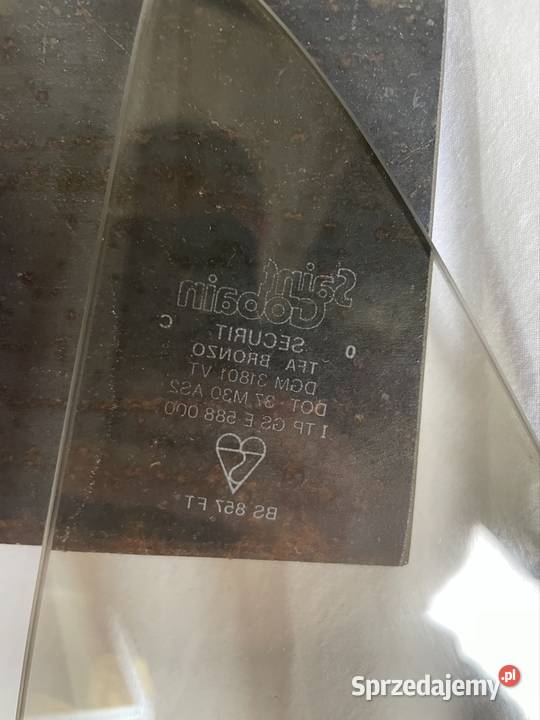 Saint
Gobain
0 SECURIT C
TFA BRONZO
DGM 31801 VT
DOT 37 M30 AS2
I TP GS E 588 000
BS 857 FT
Sprzedajemy.pl